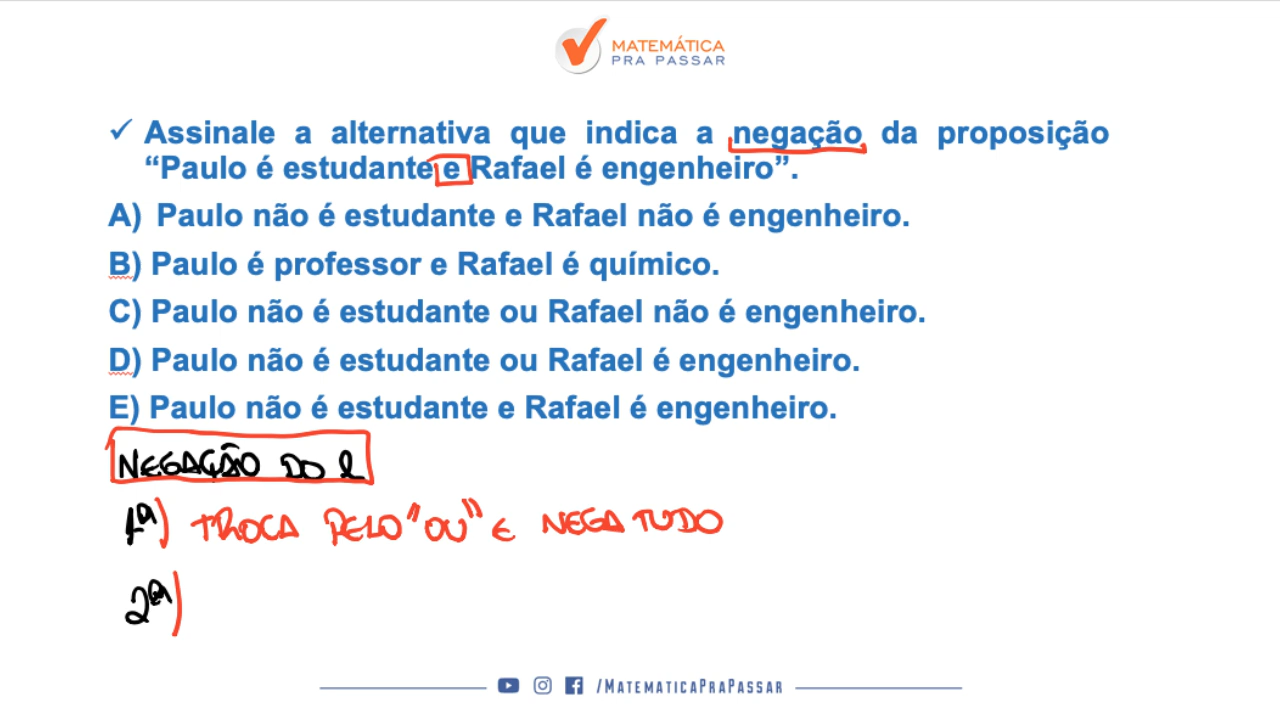 MATEMÁTICA
PRA PASSAR
✓ Assinale a alternativa que indica a negação da proposição
“Paulo é estudante e Rafael é engenheiro”.
A) Paulo não é estudante e Rafael não é engenheiro.
B) Paulo é professor e Rafael é químico.
C) Paulo não é estudante ou Rafael não é engenheiro.
D) Paulo não é estudante ou Rafael é engenheiro.
E) Paulo não é estudante e Rafael é engenheiro.
NEGAÇÃO DO e
1ª) TROCA PELO "OU" E NEGA TUDO
2ª)
/MATEMATICAPRAPASSAR